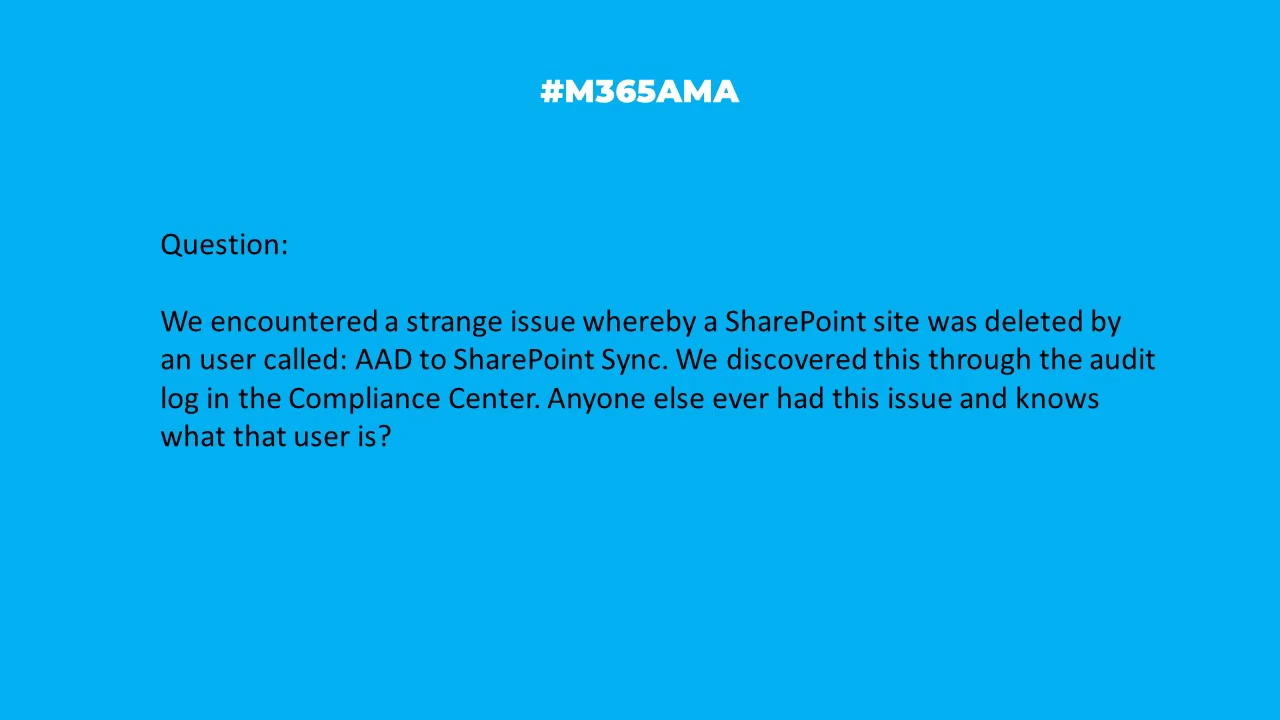 #M365AMA
Question:
We encountered a strange issue whereby a SharePoint site was deleted by
an user called: AAD to SharePoint Sync. We discovered this through the audit
log in the Compliance Center. Anyone else ever had this issue and knows
what that user is?